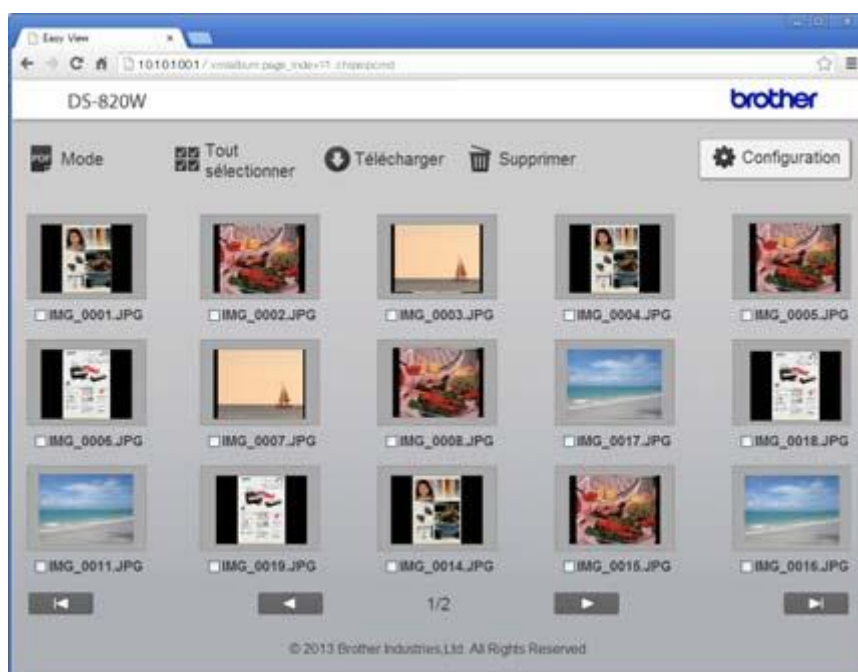 Easy View
10101001/
DS-820W
brother
PDF Mode
Tout sélectionner
Télécharger
Supprimer
Configuration
IMG_0001.JPG
IMG_0002.JPG
IMG_0003.JPG
IMG_0004.JPG
IMG_0005.JPG
IMG_0006.JPG
IMG_0007.JPG
IMG_0008.JPG
IMG_0017.JPG
IMG_0018.JPG
IMG_0011.JPG
IMG_0019.JPG
IMG_0014.JPG
IMG_0015.JPG
IMG_0016.JPG
1/2
© 2013 Brother Industries,Ltd. All Rights Reserved.